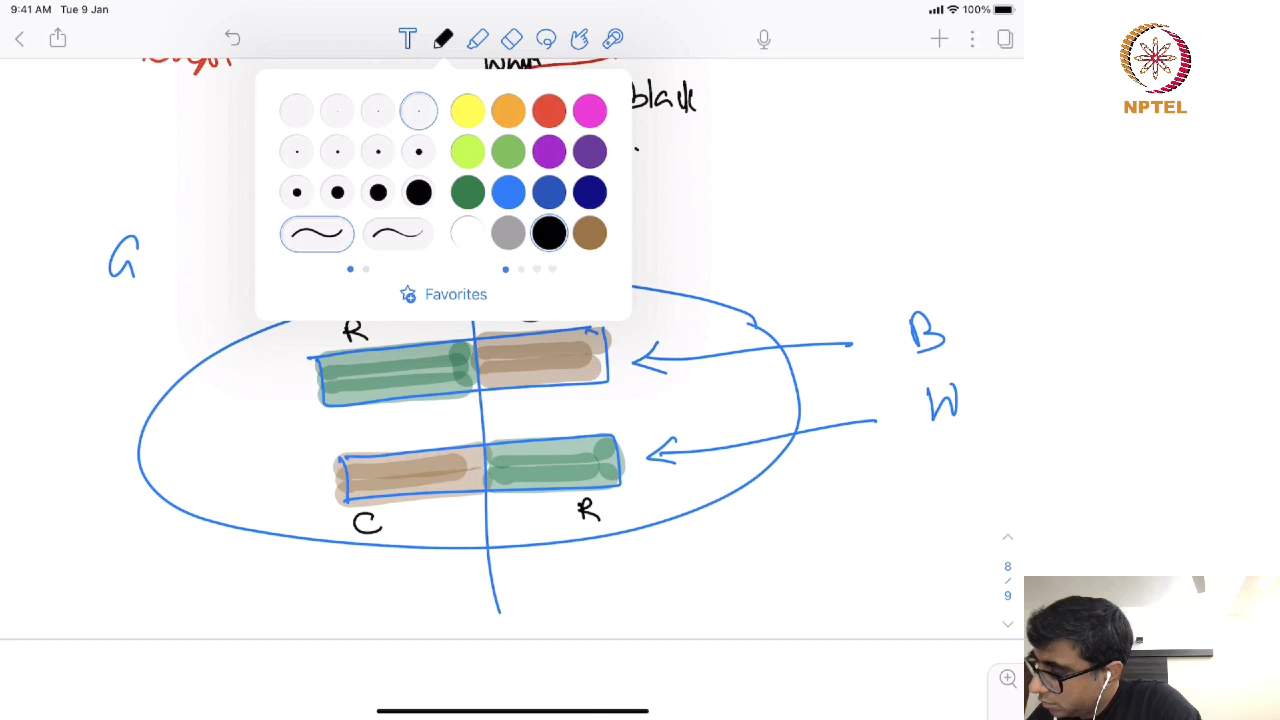 9:41 AM Tue 9 Jan 100%
T
NPTEL
black
Favorites
G
R
B
W
C
R
8
/
9